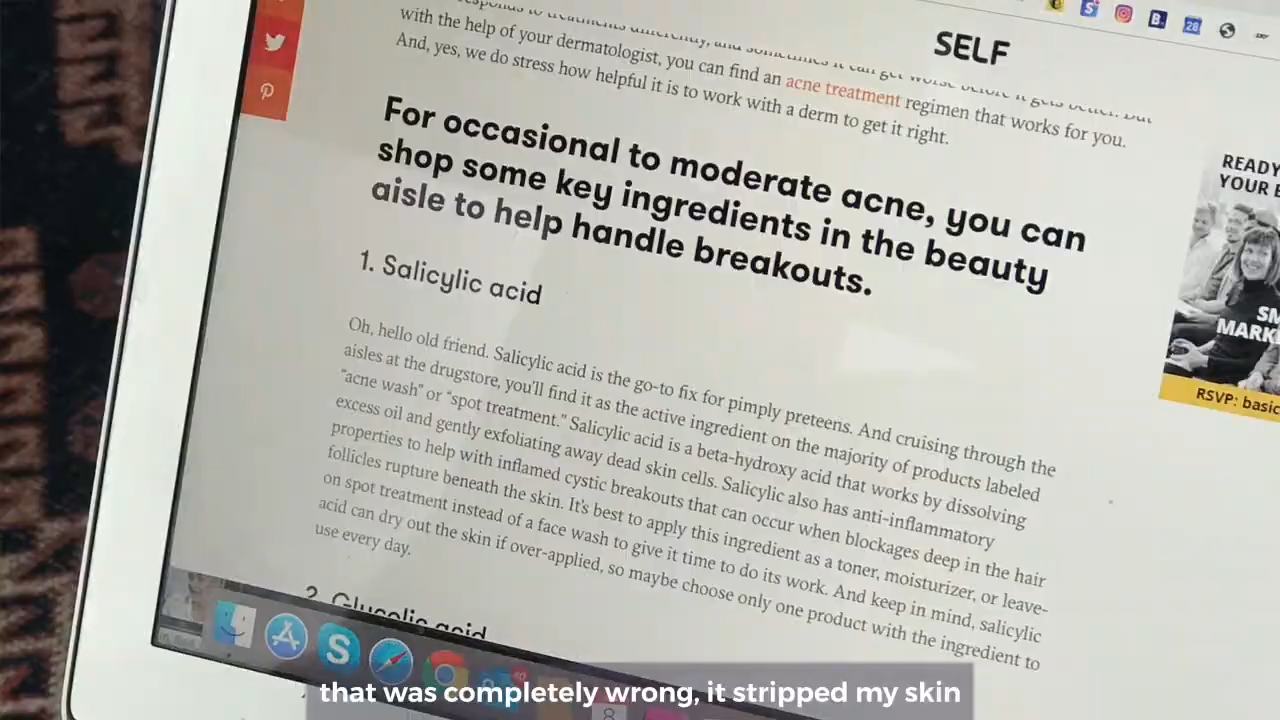 SELF
with the help of your dermatologist, you can find an acne treatment regimen that works for you.
And, yes, we do stress how helpful it is to work with a derm to get it right.
For occasional to moderate acne, you can
shop some key ingredients in the beauty
aisle to help handle breakouts.
1. Salicylic acid
Oh, hello old friend. Salicylic acid is the go-to fix for pimply preteens. And cruising through the
aisles at the drugstore, you'll find it as the active ingredient on the majority of products labeled
"acne wash" or "spot treatment." Salicylic acid is a beta-hydroxy acid that works by dissolving
excess oil and gently exfoliating away dead skin cells. Salicylic also has anti-inflammatory
properties to help with inflamed cystic breakouts that can occur when blockages deep in the hair
follicles rupture beneath the skin. It's best to apply this ingredient as a toner, moisturizer, or leave-
on spot treatment instead of a face wash to give it time to do its work. And keep in mind, salicylic
acid can dry out the skin if over-applied, so maybe choose only one product with the ingredient to
use every day.
2. Glycolic acid
READY
YOUR
SM
MARK
RSVP: basic
28
that was completely wrong, it stripped my skin